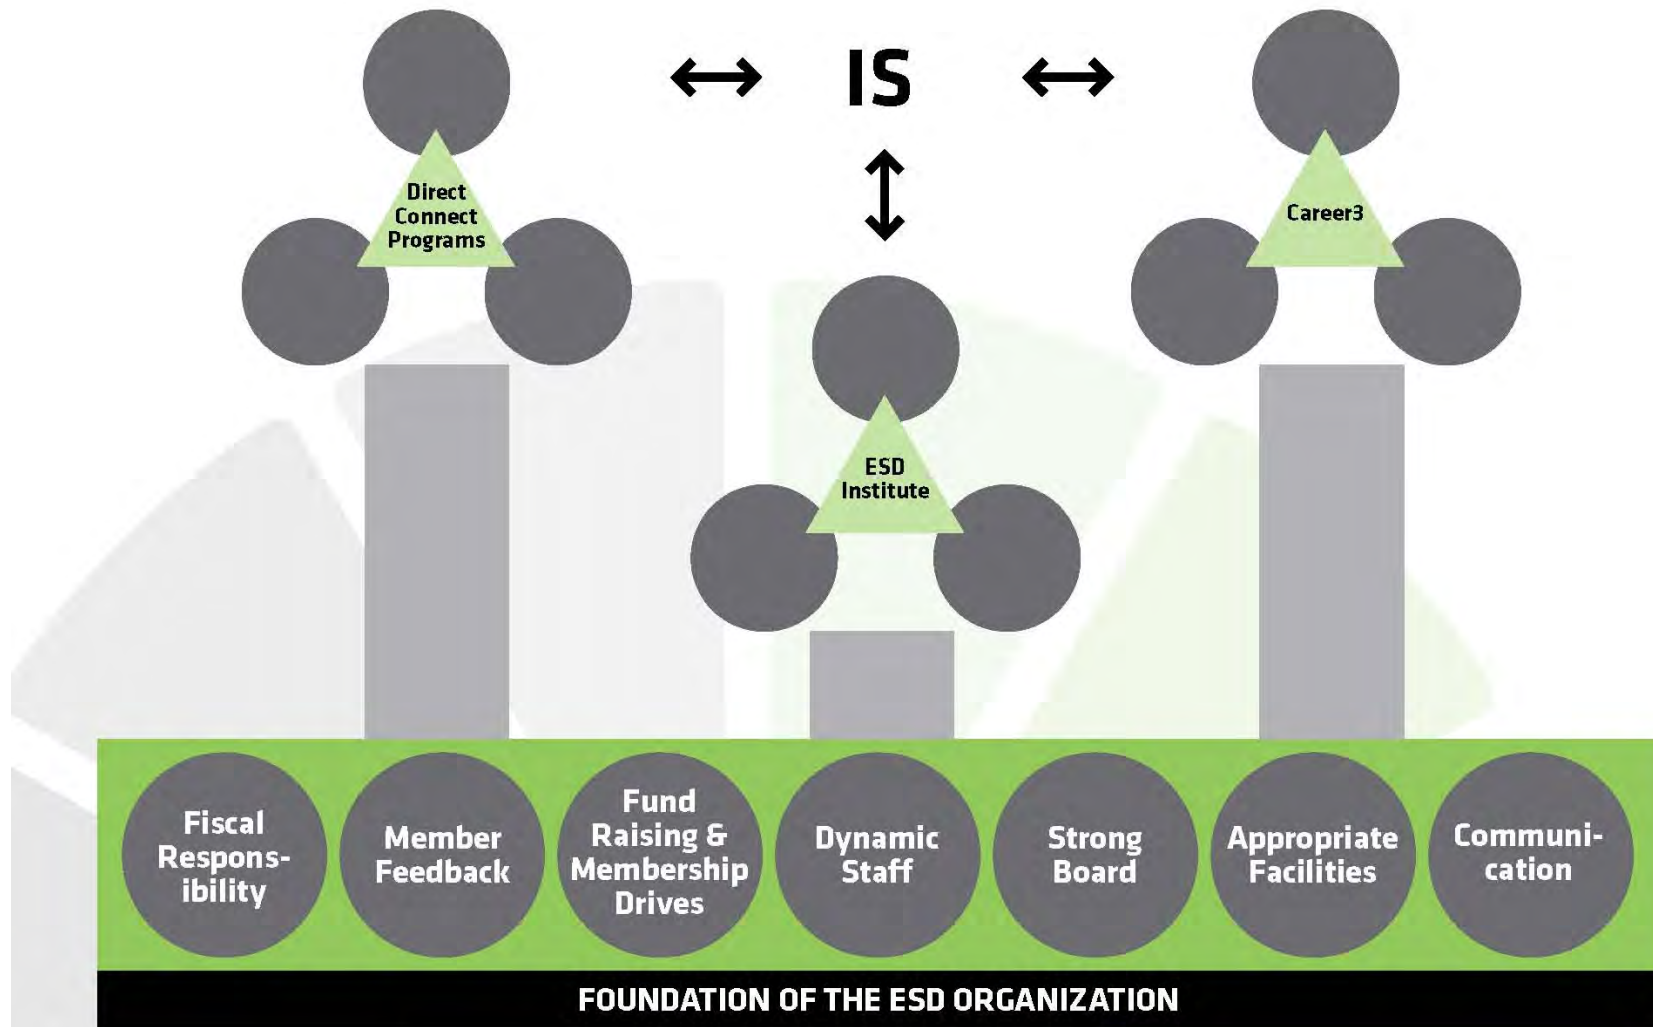 IS
Direct
Connect
Programs
Career3
ESD
Institute
Fiscal
Respons-
ibility
Member
Feedback
Fund
Raising &
Membership
Drives
Dynamic
Staff
Strong
Board
Appropriate
Facilities
Communi-
cation
FOUNDATION OF THE ESD ORGANIZATION